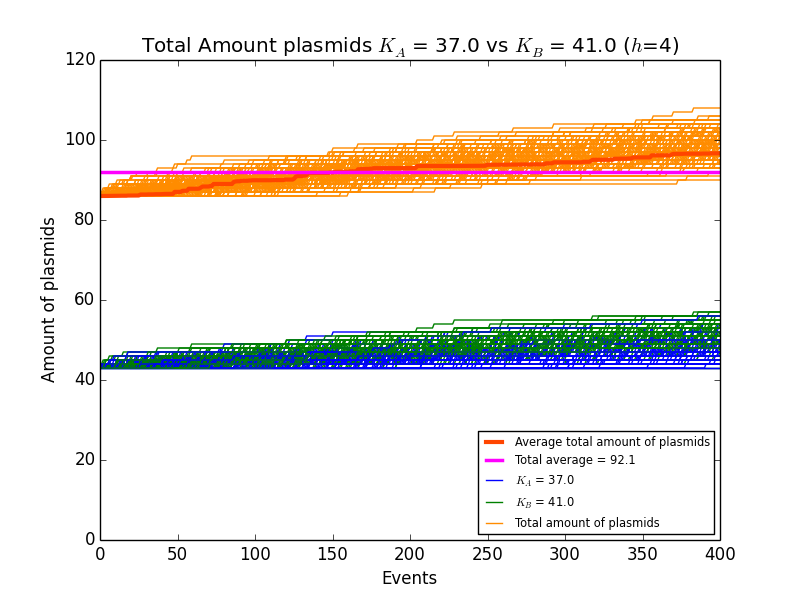 Total Amount plasmids K_A = 37.0 vs K_B = 41.0 (h=4)
120
100
80
60
40
20
0
Amount of plasmids
Average total amount of plasmids
Total average = 92.1
K_A = 37.0
K_B = 41.0
Total amount of plasmids
0 50 100 150 200 250 300 350 400
Events